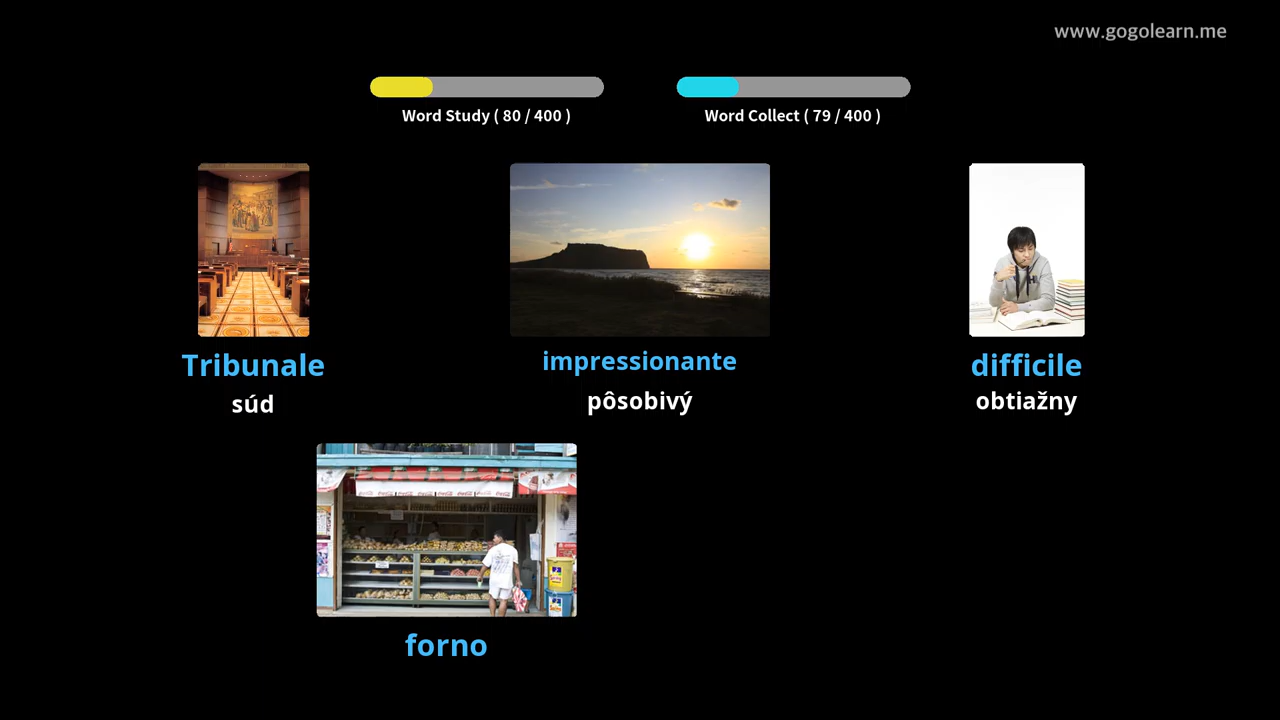 www.gogolearn.me
Word Study ( 80 / 400 )
Word Collect ( 79 / 400 )
Tribunale
impressionante
difficile
súd
pôsobivý
obtiažny
forno